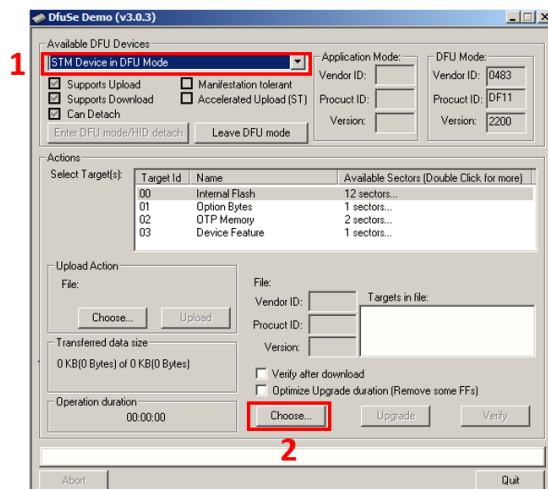 DfuSe Demo (v3.0.3)
Available DFU Devices
1
STM Device in DFU Mode
Supports Upload
Manifestation tolerant
Supports Download
Accelerated Upload (ST)
Can Detach
Enter DFU mode/HID detach
Leave DFU mode
Application Mode:
Vendor ID:
Procuct ID:
Version:
DFU Mode:
Vendor ID: 0483
Procuct ID: DF11
Version: 2200
Actions
Select Target(s):
Target Id Name Available Sectors (Double Click for more)
00 Internal Flash 12 sectors...
01 Option Bytes 1 sectors...
02 OTP Memory 2 sectors...
03 Device Feature 1 sectors...
Upload Action
File:
Choose... Upload
Transferred data size
0 KB(0 Bytes) of 0 KB(0 Bytes)
Operation duration
00:00:00
File:
Vendor ID:
Procuct ID:
Version:
Targets in file:
Verify after download
Optimize Upgrade duration (Remove some FFs)
Choose... Upgrade Verify
2
Abort Quit